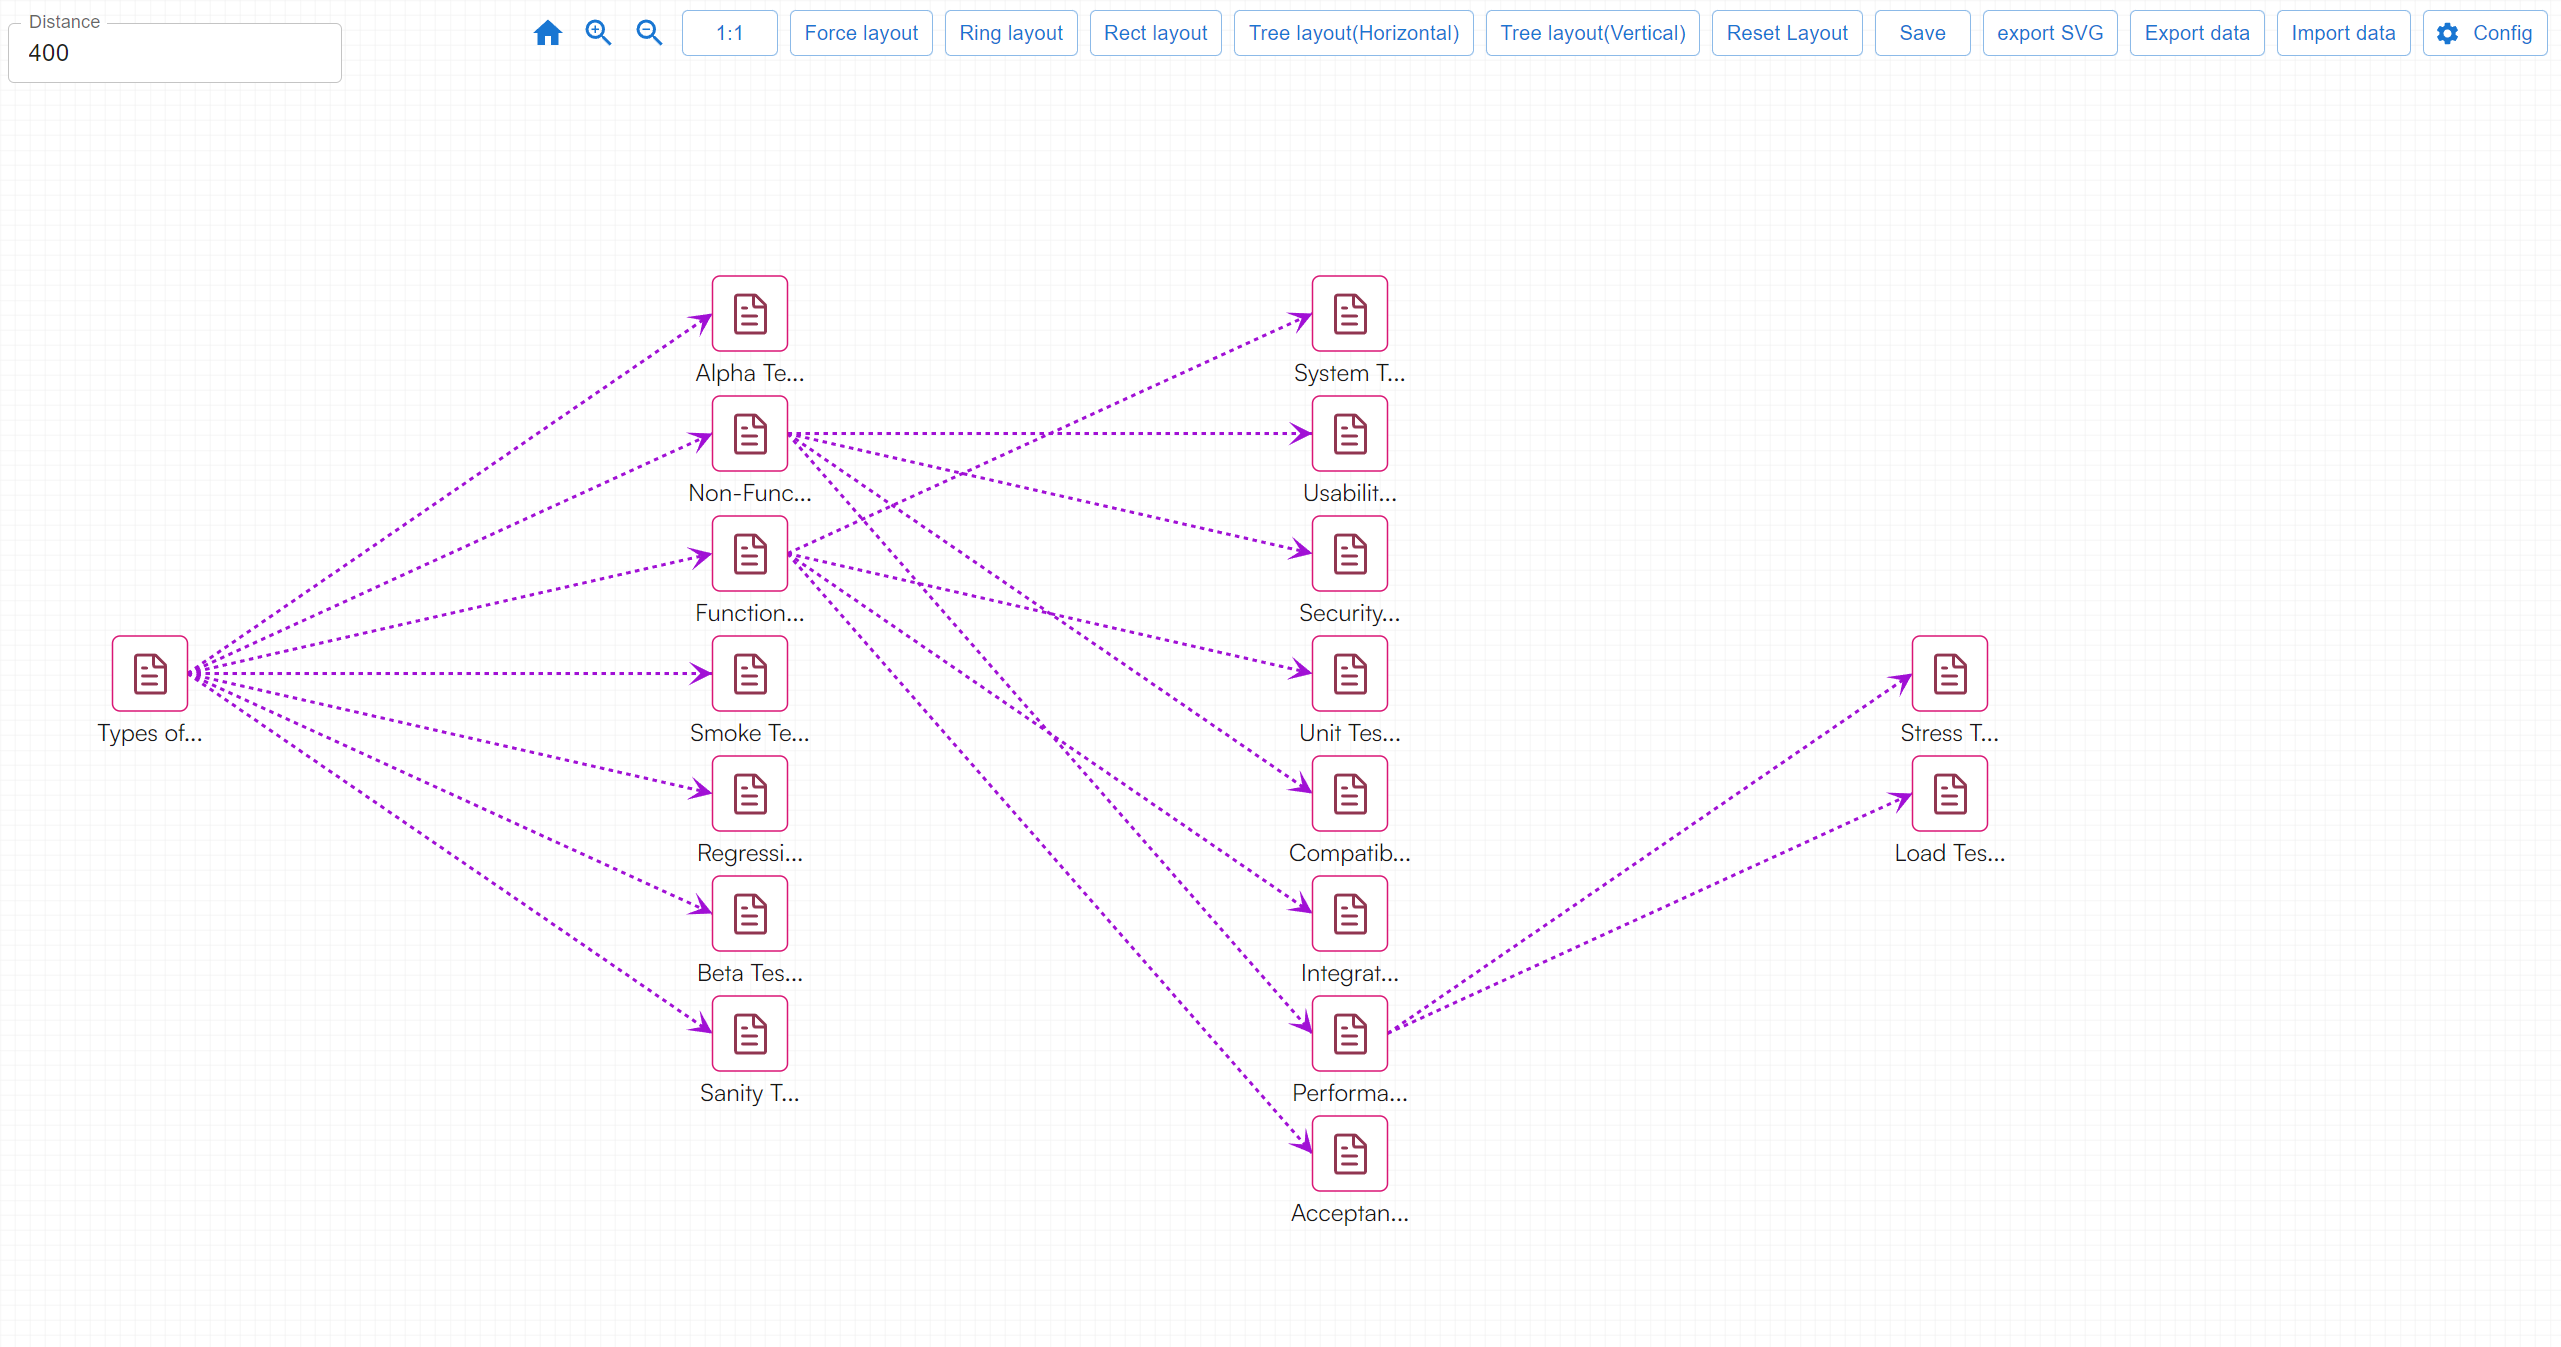 Distance
400
1:1
Force layout
Ring layout
Rect layout
Tree layout(Horizontal)
Tree layout(Vertical)
Reset Layout
Save
export SVG
Export data
Import data
Config
Types of...
Alpha Te...
Non-Func...
Function...
Smoke Te...
Regressi...
Beta Tes...
Sanity T...
System T...
Usabilit...
Security...
Unit Tes...
Compatib...
Integrat...
Performa...
Acceptan...
Stress T...
Load Tes...